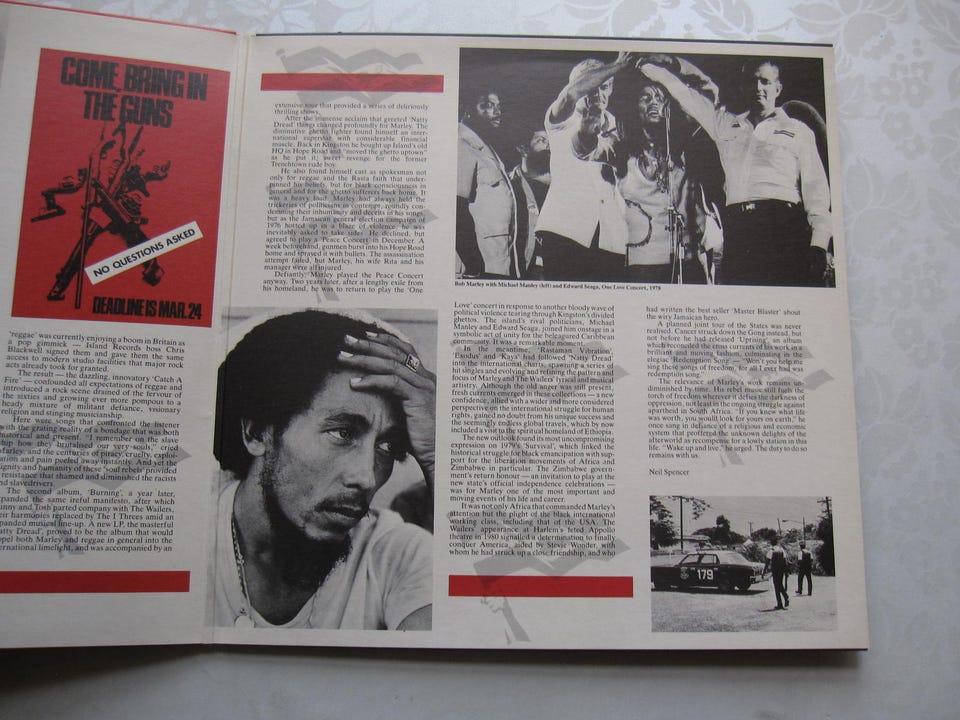 COME, BRING IN
THE GUNS
NO QUESTIONS ASKED
DEADLINE IS MAR. 24
'reggae' was currently enjoying a boom in Britain as
a pop gimmick — Island Records boss Chris
Blackwell signed them and gave them the same
access to modern studio facilities that major rock
acts already took for granted.
The result — the dazzling, innovatory 'Catch A
Fire' — confounded all expectations of reggae and
introduced a rock scene drained of the fervour of
the sixties and growing ever more pompous to a
heady mixture of militant defiance, visionary
religion and stinging musicianship.
Here were songs that confronted the listener
with the grating reality of a bondage that was both
historical and present. "I remember on the slave
ship how they brutalised our very souls," cried
Marley, and the centuries of piracy, cruelty, exploi-
tation and pain peeled away instantly. And yet the
dignity and humanity of these 'soul rebels' provided
resistance that shamed and diminished the racists
and slavedrivers.
The second album, 'Burning', a year later,
panded the same ireful manifesto, after which
unny and Tosh parted company with The Wailers,
er harmonies replaced by The I Threes amid an
panded musical line-up. A new LP, the masterful
atty Dread', proved to be the album that would
opel both Marley and reggae in general into the
ernational limelight, and was accompanied by an
extensive tour that provided a series of deliriously
thrilling shows.
After the immense acclaim that greeted 'Natty
Dread' things changed profoundly for Marley. The
diminutive ghetto fighter found himself an inter-
national superstar with considerable financial
muscle. Back in Kingston he bought up Island's old
HQ in Hope Road and "moved the ghetto uptown"
as he put it; sweet revenge for the former
Trenchtown rude boy.
He also found himself cast as spokesman not
only for reggae and the Rasta faith that under-
pinned his beliefs, but for black consciousness in
general and for the ghetto sufferers back home. It
was a heavy load. Marley had always held the
trickeries of politicians in contempt, roundly con-
demning their inhumanity and deceits in his songs,
but as the Jamaican general election campaign of
1976 hotted up in a blaze of violence, he was
inevitably asked to take sides. He declined, but
agreed to play a 'Peace Concert' in December. A
week beforehand, gunmen burst into his Hope Road
home and sprayed it with bullets. The assassination
attempt failed, but Marley, his wife Rita and his
manager were all injured.
Defiantly, Marley played the Peace Concert
anyway. Two years later, after a lengthy exile from
his homeland, he was to return to play the 'One
Bob Marley with Michael Manley (left) and Edward Seaga, One Love Concert, 1978
Love' concert in response to another bloody wave of
political violence tearing through Kingston's divided
ghettos. The island's rival politicians, Michael
Manley and Edward Seaga, joined him onstage in a
symbolic act of unity for the beleagured Caribbean
community. It was a remarkable moment.
In the meantime, 'Rastaman Vibration',
'Exodus' and 'Kaya' had followed 'Natty Dread'
into the international charts, spawning a series of
hit singles and evolving and refining the pattern and
focus of Marley and The Wailers' lyrical and musical
artistry. Although the old anger was still present,
fresh currents emerged in these collections — a new
confidence, allied with a wider and more considered
perspective on the international struggle for human
rights, gained no doubt from his unique success and
the seemingly endless global travels, which by now
included a visit to the spiritual homeland of Ethiopia.
The new outlook found its most uncompromising
expression on 1979's 'Survival', which linked the
historical struggle for black emancipation with sup-
port for the liberation movements of Africa and
Zimbabwe in particular. The Zimbabwe govern-
ment's return honour — an invitation to play at the
new state's official independence celebrations —
was for Marley one of the most important and
moving events of his life and career.
It was not only Africa that commanded Marley's
attention but the plight of the black international
working class, including that of the USA. The
Wailers' appearance at Harlem's feted Appollo
theatre in 1980 signalled a determination to finally
conquer America, aided by Stevie Wonder, with
whom he had struck up a close friendship, and who
had written the best seller 'Master Blaster' about
the wiry Jamaican hero.
A planned joint tour of the States was never
realised. Cancer struck down the Gong instead, but
not before he had released 'Uprising', an album
which reconciled the cross currents of his work in a
brilliant and moving fashion, culminating in the
elegiac 'Redemption Song' — "Won't you help me
sing these songs of freedom, for all I ever had was
redemption song."
The relevance of Marley's work remains un-
diminished by time. His rebel music still fuels the
torch of freedom wherever it defies the darkness of
oppression, not least in the ongoing struggle against
apartheid in South Africa. "If you knew what life
was worth, you would look for yours on earth," he
once sang in defiance of a religious and economic
system that proffered the unknown delights of the
afterworld as recompense for a lowly station in this
life. "Wake up and live," he urged. The duty to do so
remains with us.
Neil Spencer
179